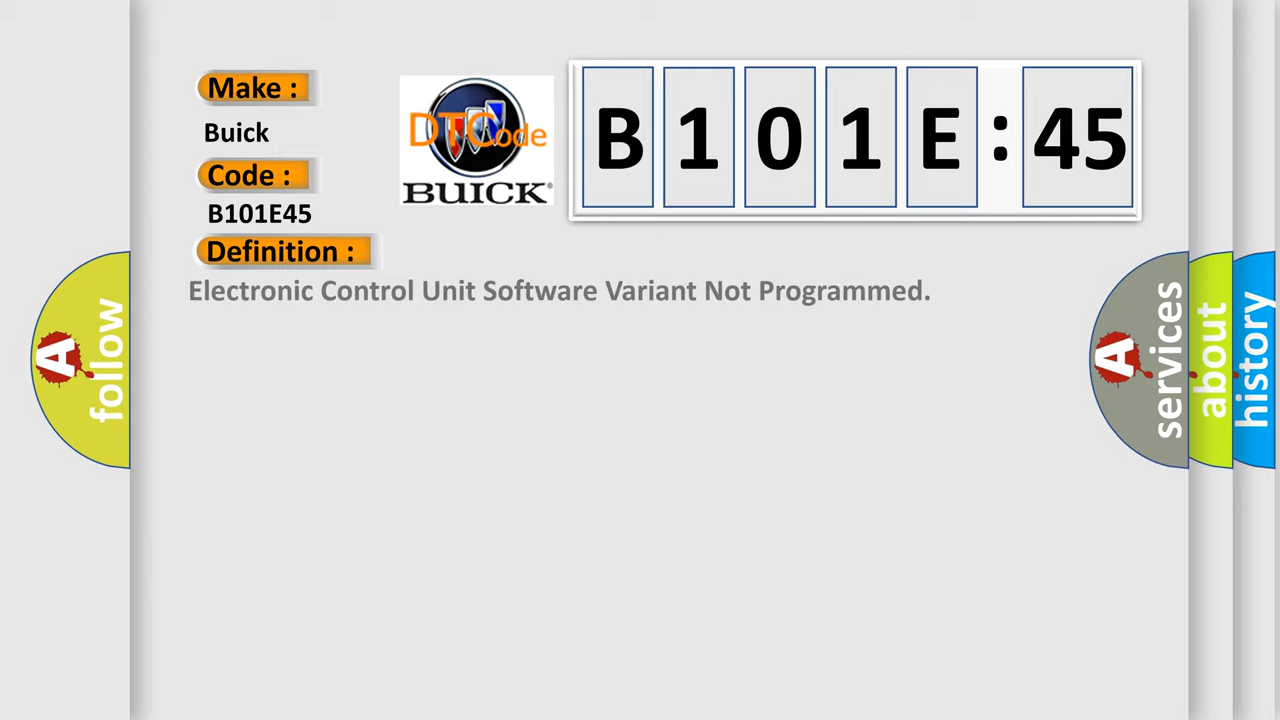 Make :
Buick
Code :
B101E45
Definition :
Electronic Control Unit Software Variant Not Programmed.
DTCode
BUICK®
B 1 0 1 E : 45
A follow
A services
about
history